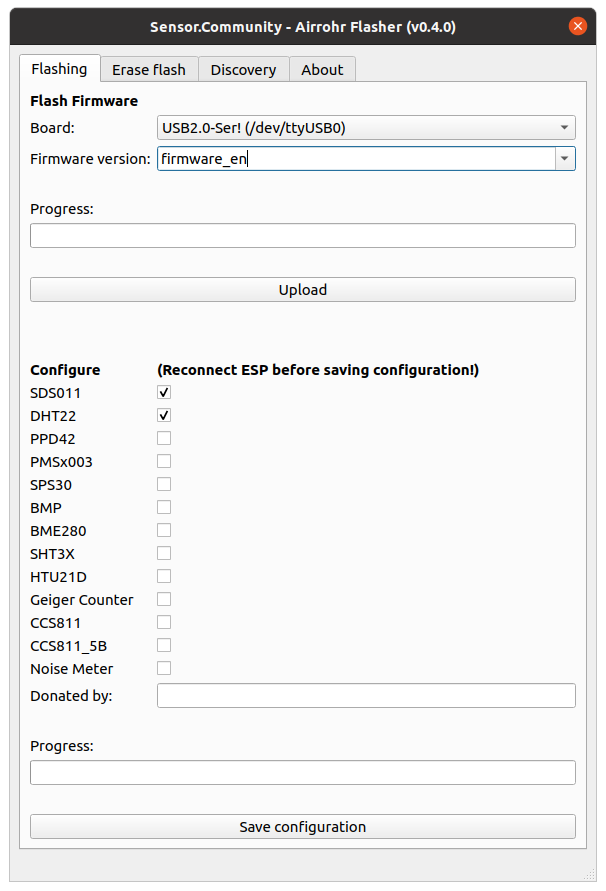 Sensor.Community - Airrohr Flasher (v0.4.0)
Flashing Erase flash Discovery About
Flash Firmware
Board: USB2.0-Ser! (/dev/ttyUSB0)
Firmware version: firmware_en
Progress:
Upload
Configure (Reconnect ESP before saving configuration!)
SDS011
DHT22
PPD42
PMSx003
SPS30
BMP
BME280
SHT3X
HTU21D
Geiger Counter
CCS811
CCS811_5B
Noise Meter
Donated by:
Progress:
Save configuration